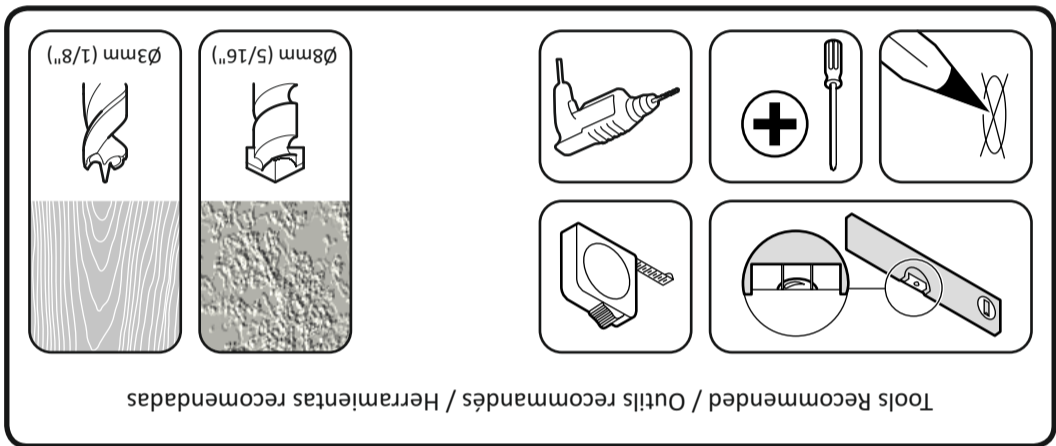 Tools Recommended / Outils recommandés / Herramientas recomendadas
Ø8mm (5/16")
Ø3mm (1/8")